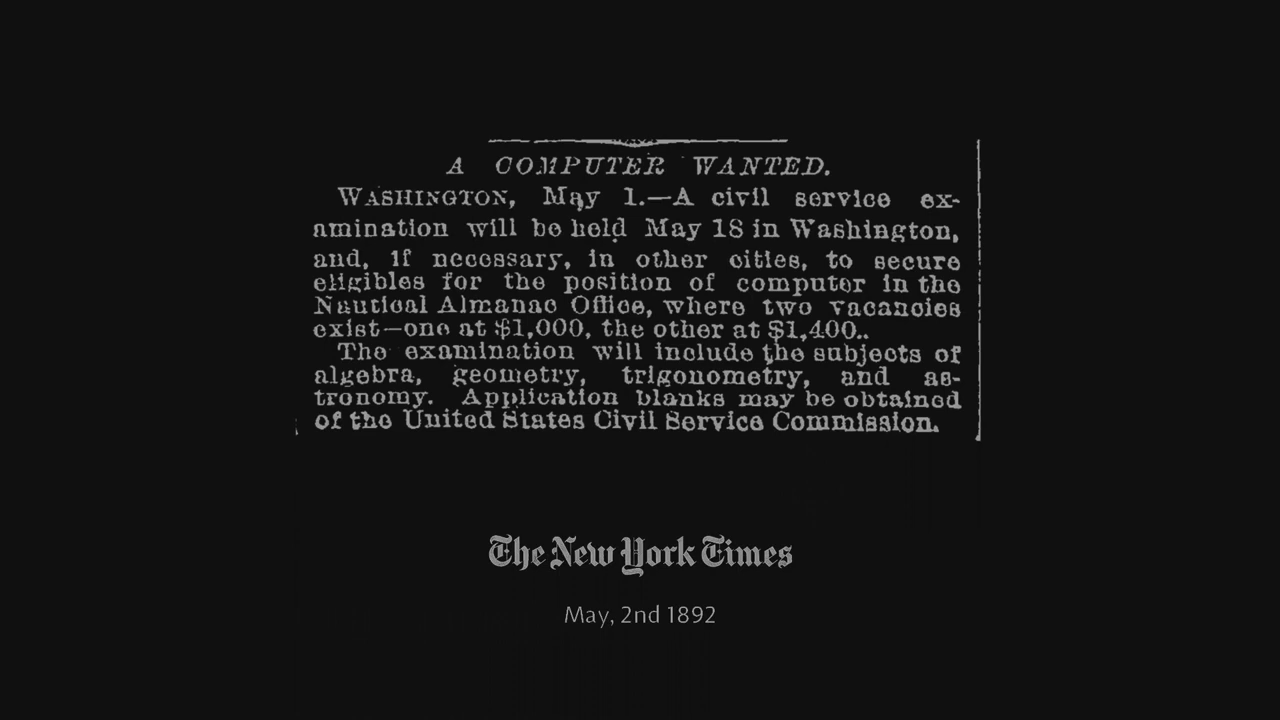 A COMPUTER WANTED.
WASHINGTON, May 1.—A civil service ex-
amination will be held May 18 in Washington,
and, if necessary, in other cities, to secure
eligibles for the position of computer in the
Nautical Almanac Office, where two vacancies
exist—one at $1,000, the other at $1,400..
The examination will include the subjects of
algebra, geometry, trigonometry, and as-
tronomy. Application blanks may be obtained
of the United States Civil Service Commission.
The New York Times
May, 2nd 1892